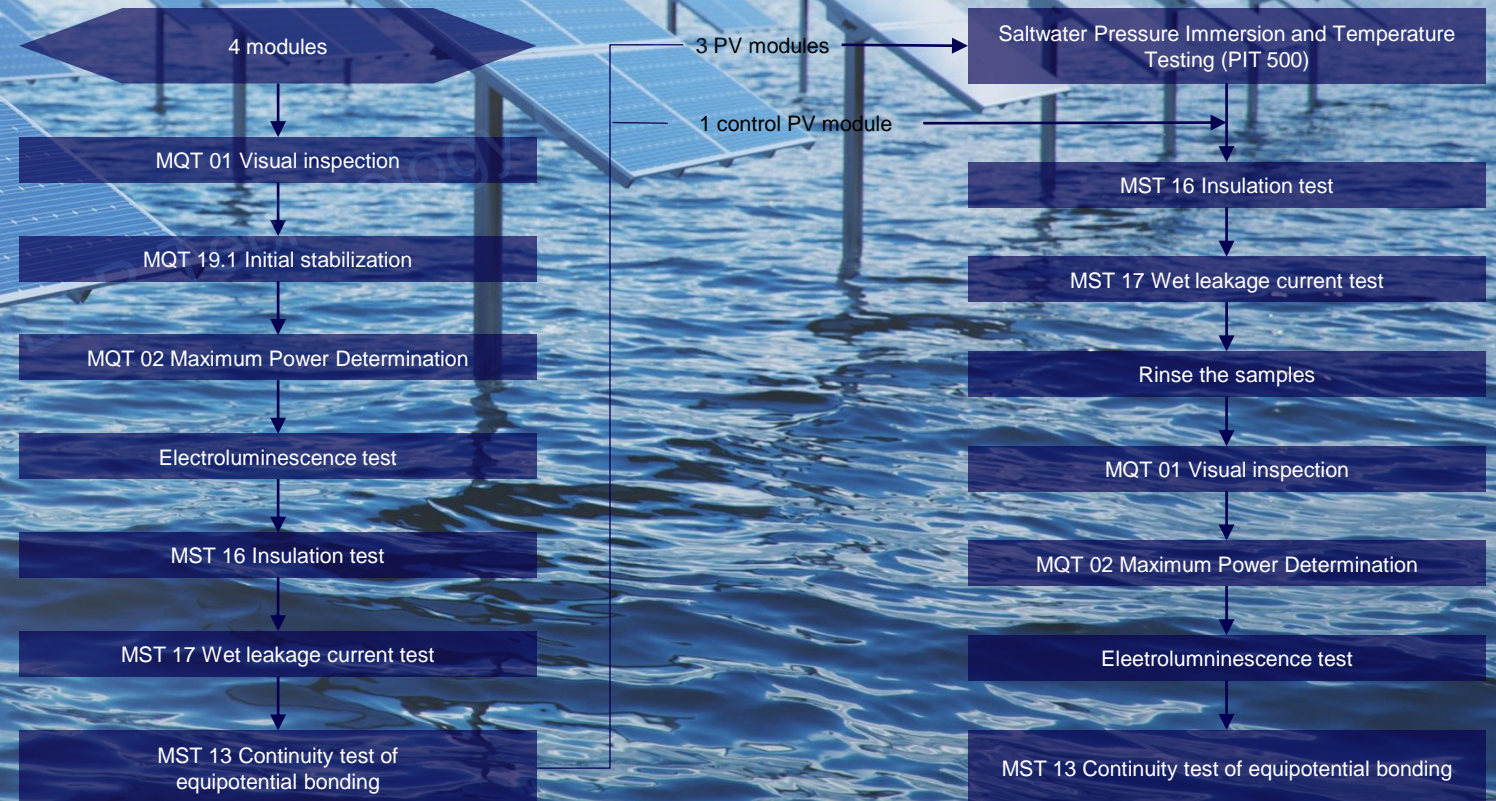 4 modules
MQT 01 Visual inspection
MQT 19.1 Initial stabilization
MQT 02 Maximum Power Determination
Electroluminescence test
MST 16 Insulation test
MST 17 Wet leakage current test
MST 13 Continuity test of
equipotential bonding
3 PV modules
1 control PV module
Saltwater Pressure Immersion and Temperature
Testing (PIT 500)
MST 16 Insulation test
MST 17 Wet leakage current test
Rinse the samples
MQT 01 Visual inspection
MQT 02 Maximum Power Determination
Eleetrolumninescence test
MST 13 Continuity test of equipotential bonding